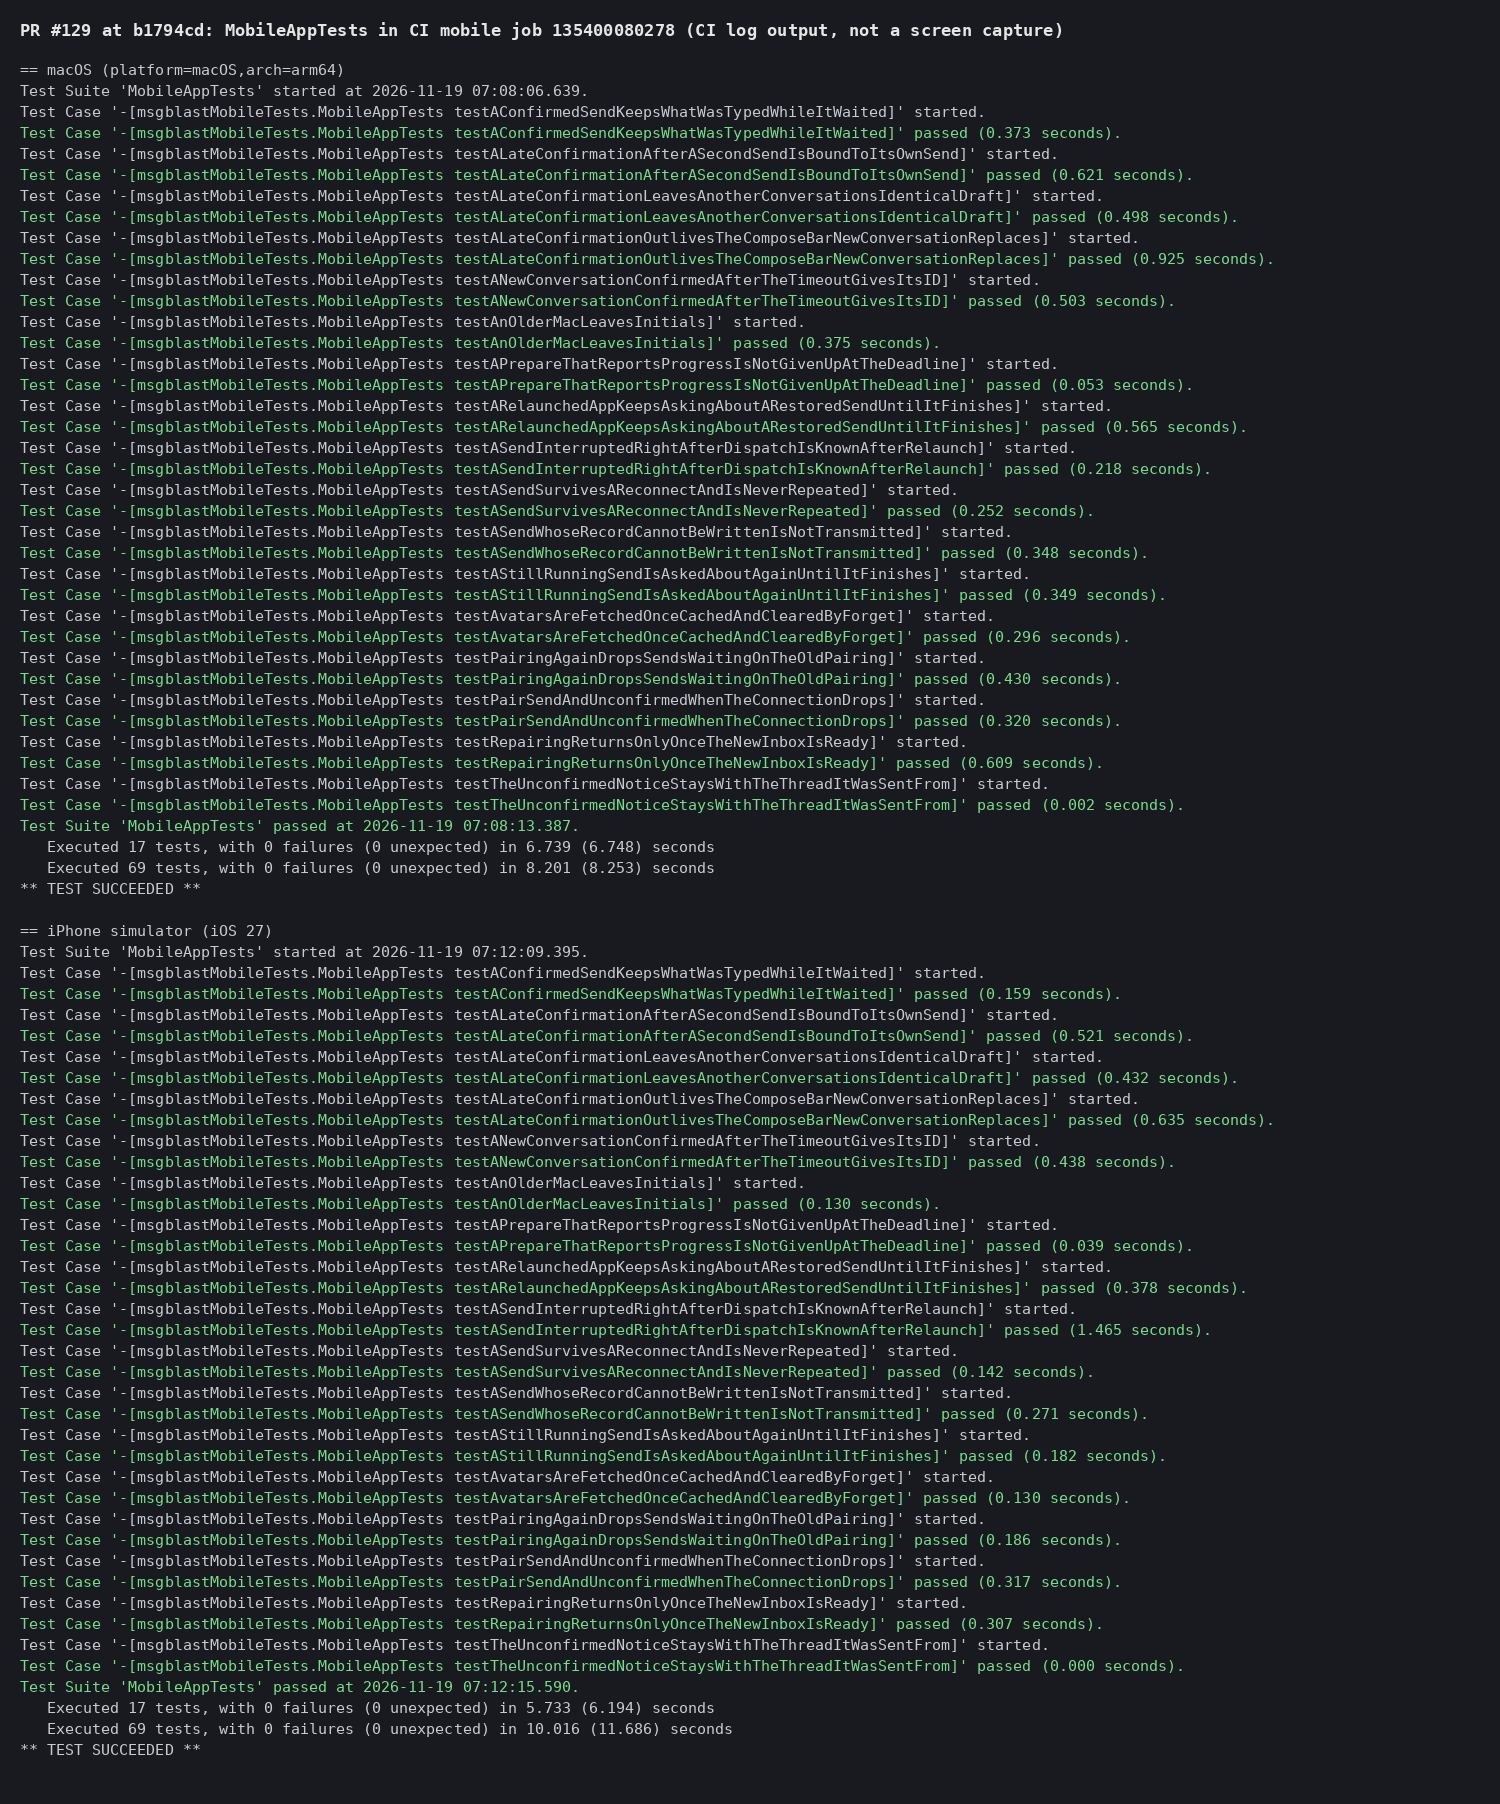 PR #129 at b1794cd: MobileAppTests in CI mobile job 135400080278 (CI log output, not a screen capture)
== macOS (platform=macOS,arch=arm64)
Test Suite 'MobileAppTests' started at 2026-11-19 07:08:06.639.
Test Case '-[msgblastMobileTests.MobileAppTests testAConfirmedSendKeepsWhatWasTypedWhileItWaited]' started.
Test Case '-[msgblastMobileTests.MobileAppTests testAConfirmedSendKeepsWhatWasTypedWhileItWaited]' passed (0.373 seconds).
Test Case '-[msgblastMobileTests.MobileAppTests testALateConfirmationAfterASecondSendIsBoundToItsOwnSend]' started.
Test Case '-[msgblastMobileTests.MobileAppTests testALateConfirmationAfterASecondSendIsBoundToItsOwnSend]' passed (0.621 seconds).
Test Case '-[msgblastMobileTests.MobileAppTests testALateConfirmationLeavesAnotherConversationsIdenticalDraft]' started.
Test Case '-[msgblastMobileTests.MobileAppTests testALateConfirmationLeavesAnotherConversationsIdenticalDraft]' passed (0.498 seconds).
Test Case '-[msgblastMobileTests.MobileAppTests testALateConfirmationOutlivesTheComposeBarNewConversationReplaces]' started.
Test Case '-[msgblastMobileTests.MobileAppTests testALateConfirmationOutlivesTheComposeBarNewConversationReplaces]' passed (0.925 seconds).
Test Case '-[msgblastMobileTests.MobileAppTests testANewConversationConfirmedAfterTheTimeoutGivesItsID]' started.
Test Case '-[msgblastMobileTests.MobileAppTests testANewConversationConfirmedAfterTheTimeoutGivesItsID]' passed (0.503 seconds).
Test Case '-[msgblastMobileTests.MobileAppTests testAnOlderMacLeavesInitials]' started.
Test Case '-[msgblastMobileTests.MobileAppTests testAnOlderMacLeavesInitials]' passed (0.375 seconds).
Test Case '-[msgblastMobileTests.MobileAppTests testAPrepareThatReportsProgressIsNotGivenUpAtTheDeadline]' started.
Test Case '-[msgblastMobileTests.MobileAppTests testAPrepareThatReportsProgressIsNotGivenUpAtTheDeadline]' passed (0.053 seconds).
Test Case '-[msgblastMobileTests.MobileAppTests testARelaunchedAppKeepsAskingAboutARestoredSendUntilItFinishes]' started.
Test Case '-[msgblastMobileTests.MobileAppTests testARelaunchedAppKeepsAskingAboutARestoredSendUntilItFinishes]' passed (0.565 seconds).
Test Case '-[msgblastMobileTests.MobileAppTests testASendInterruptedRightAfterDispatchIsKnownAfterRelaunch]' started.
Test Case '-[msgblastMobileTests.MobileAppTests testASendInterruptedRightAfterDispatchIsKnownAfterRelaunch]' passed (0.218 seconds).
Test Case '-[msgblastMobileTests.MobileAppTests testASendSurvivesAReconnectAndIsNeverRepeated]' started.
Test Case '-[msgblastMobileTests.MobileAppTests testASendSurvivesAReconnectAndIsNeverRepeated]' passed (0.252 seconds).
Test Case '-[msgblastMobileTests.MobileAppTests testASendWhoseRecordCannotBeWrittenIsNotTransmitted]' started.
Test Case '-[msgblastMobileTests.MobileAppTests testASendWhoseRecordCannotBeWrittenIsNotTransmitted]' passed (0.348 seconds).
Test Case '-[msgblastMobileTests.MobileAppTests testAStillRunningSendIsAskedAboutAgainUntilItFinishes]' started.
Test Case '-[msgblastMobileTests.MobileAppTests testAStillRunningSendIsAskedAboutAgainUntilItFinishes]' passed (0.349 seconds).
Test Case '-[msgblastMobileTests.MobileAppTests testAvatarsAreFetchedOnceCachedAndClearedByForget]' started.
Test Case '-[msgblastMobileTests.MobileAppTests testAvatarsAreFetchedOnceCachedAndClearedByForget]' passed (0.296 seconds).
Test Case '-[msgblastMobileTests.MobileAppTests testPairingAgainDropsSendsWaitingOnTheOldPairing]' started.
Test Case '-[msgblastMobileTests.MobileAppTests testPairingAgainDropsSendsWaitingOnTheOldPairing]' passed (0.430 seconds).
Test Case '-[msgblastMobileTests.MobileAppTests testPairSendAndUnconfirmedWhenTheConnectionDrops]' started.
Test Case '-[msgblastMobileTests.MobileAppTests testPairSendAndUnconfirmedWhenTheConnectionDrops]' passed (0.320 seconds).
Test Case '-[msgblastMobileTests.MobileAppTests testRepairingReturnsOnlyOnceTheNewInboxIsReady]' started.
Test Case '-[msgblastMobileTests.MobileAppTests testRepairingReturnsOnlyOnceTheNewInboxIsReady]' passed (0.609 seconds).
Test Case '-[msgblastMobileTests.MobileAppTests testTheUnconfirmedNoticeStaysWithTheThreadItWasSentFrom]' started.
Test Case '-[msgblastMobileTests.MobileAppTests testTheUnconfirmedNoticeStaysWithTheThreadItWasSentFrom]' passed (0.002 seconds).
Test Suite 'MobileAppTests' passed at 2026-11-19 07:08:13.387.
Executed 17 tests, with 0 failures (0 unexpected) in 6.739 (6.748) seconds
Executed 69 tests, with 0 failures (0 unexpected) in 8.201 (8.253) seconds
** TEST SUCCEEDED **
== iPhone simulator (iOS 27)
Test Suite 'MobileAppTests' started at 2026-11-19 07:12:09.395.
Test Case '-[msgblastMobileTests.MobileAppTests testAConfirmedSendKeepsWhatWasTypedWhileItWaited]' started.
Test Case '-[msgblastMobileTests.MobileAppTests testAConfirmedSendKeepsWhatWasTypedWhileItWaited]' passed (0.159 seconds).
Test Case '-[msgblastMobileTests.MobileAppTests testALateConfirmationAfterASecondSendIsBoundToItsOwnSend]' started.
Test Case '-[msgblastMobileTests.MobileAppTests testALateConfirmationAfterASecondSendIsBoundToItsOwnSend]' passed (0.521 seconds).
Test Case '-[msgblastMobileTests.MobileAppTests testALateConfirmationLeavesAnotherConversationsIdenticalDraft]' started.
Test Case '-[msgblastMobileTests.MobileAppTests testALateConfirmationLeavesAnotherConversationsIdenticalDraft]' passed (0.432 seconds).
Test Case '-[msgblastMobileTests.MobileAppTests testALateConfirmationOutlivesTheComposeBarNewConversationReplaces]' started.
Test Case '-[msgblastMobileTests.MobileAppTests testALateConfirmationOutlivesTheComposeBarNewConversationReplaces]' passed (0.635 seconds).
Test Case '-[msgblastMobileTests.MobileAppTests testANewConversationConfirmedAfterTheTimeoutGivesItsID]' started.
Test Case '-[msgblastMobileTests.MobileAppTests testANewConversationConfirmedAfterTheTimeoutGivesItsID]' passed (0.438 seconds).
Test Case '-[msgblastMobileTests.MobileAppTests testAnOlderMacLeavesInitials]' started.
Test Case '-[msgblastMobileTests.MobileAppTests testAnOlderMacLeavesInitials]' passed (0.130 seconds).
Test Case '-[msgblastMobileTests.MobileAppTests testAPrepareThatReportsProgressIsNotGivenUpAtTheDeadline]' started.
Test Case '-[msgblastMobileTests.MobileAppTests testAPrepareThatReportsProgressIsNotGivenUpAtTheDeadline]' passed (0.039 seconds).
Test Case '-[msgblastMobileTests.MobileAppTests testARelaunchedAppKeepsAskingAboutARestoredSendUntilItFinishes]' started.
Test Case '-[msgblastMobileTests.MobileAppTests testARelaunchedAppKeepsAskingAboutARestoredSendUntilItFinishes]' passed (0.378 seconds).
Test Case '-[msgblastMobileTests.MobileAppTests testASendInterruptedRightAfterDispatchIsKnownAfterRelaunch]' started.
Test Case '-[msgblastMobileTests.MobileAppTests testASendInterruptedRightAfterDispatchIsKnownAfterRelaunch]' passed (1.465 seconds).
Test Case '-[msgblastMobileTests.MobileAppTests testASendSurvivesAReconnectAndIsNeverRepeated]' started.
Test Case '-[msgblastMobileTests.MobileAppTests testASendSurvivesAReconnectAndIsNeverRepeated]' passed (0.142 seconds).
Test Case '-[msgblastMobileTests.MobileAppTests testASendWhoseRecordCannotBeWrittenIsNotTransmitted]' started.
Test Case '-[msgblastMobileTests.MobileAppTests testASendWhoseRecordCannotBeWrittenIsNotTransmitted]' passed (0.271 seconds).
Test Case '-[msgblastMobileTests.MobileAppTests testAStillRunningSendIsAskedAboutAgainUntilItFinishes]' started.
Test Case '-[msgblastMobileTests.MobileAppTests testAStillRunningSendIsAskedAboutAgainUntilItFinishes]' passed (0.182 seconds).
Test Case '-[msgblastMobileTests.MobileAppTests testAvatarsAreFetchedOnceCachedAndClearedByForget]' started.
Test Case '-[msgblastMobileTests.MobileAppTests testAvatarsAreFetchedOnceCachedAndClearedByForget]' passed (0.130 seconds).
Test Case '-[msgblastMobileTests.MobileAppTests testPairingAgainDropsSendsWaitingOnTheOldPairing]' started.
Test Case '-[msgblastMobileTests.MobileAppTests testPairingAgainDropsSendsWaitingOnTheOldPairing]' passed (0.186 seconds).
Test Case '-[msgblastMobileTests.MobileAppTests testPairSendAndUnconfirmedWhenTheConnectionDrops]' started.
Test Case '-[msgblastMobileTests.MobileAppTests testPairSendAndUnconfirmedWhenTheConnectionDrops]' passed (0.317 seconds).
Test Case '-[msgblastMobileTests.MobileAppTests testRepairingReturnsOnlyOnceTheNewInboxIsReady]' started.
Test Case '-[msgblastMobileTests.MobileAppTests testRepairingReturnsOnlyOnceTheNewInboxIsReady]' passed (0.307 seconds).
Test Case '-[msgblastMobileTests.MobileAppTests testTheUnconfirmedNoticeStaysWithTheThreadItWasSentFrom]' started.
Test Case '-[msgblastMobileTests.MobileAppTests testTheUnconfirmedNoticeStaysWithTheThreadItWasSentFrom]' passed (0.000 seconds).
Test Suite 'MobileAppTests' passed at 2026-11-19 07:12:15.590.
Executed 17 tests, with 0 failures (0 unexpected) in 5.733 (6.194) seconds
Executed 69 tests, with 0 failures (0 unexpected) in 10.016 (11.686) seconds
** TEST SUCCEEDED **